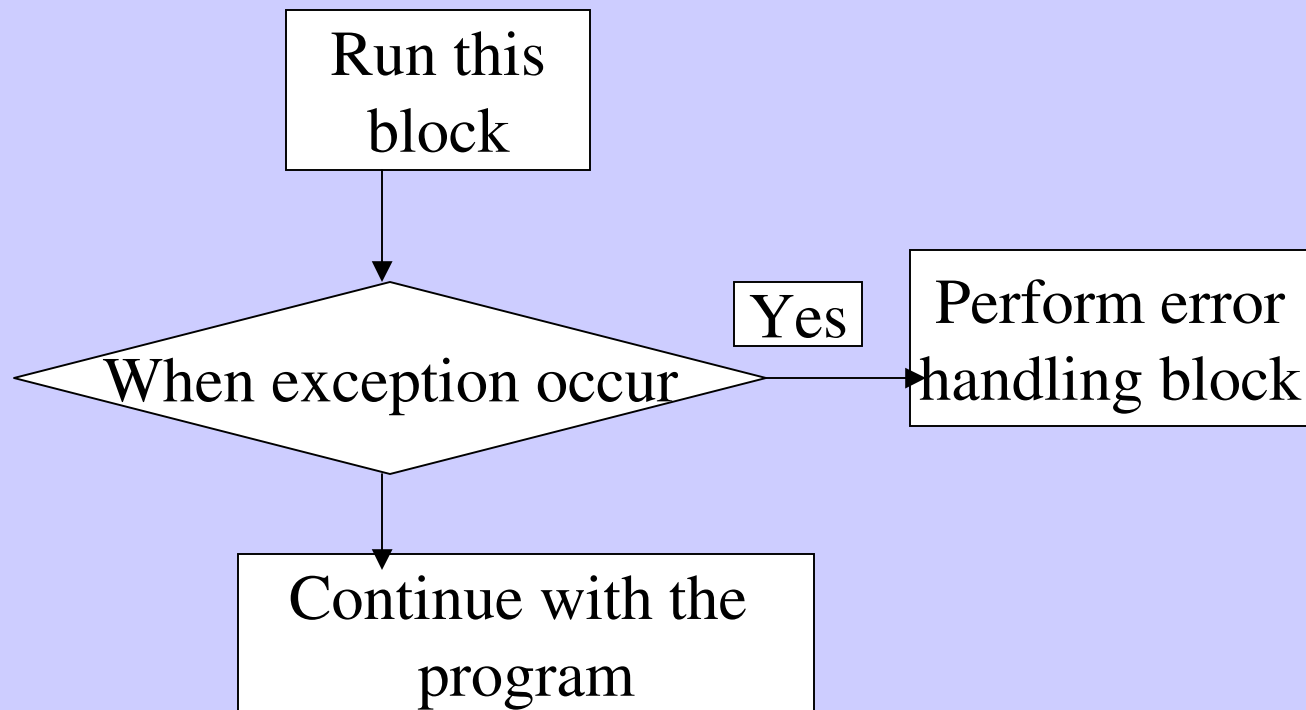 Run this
block
When exception occur
Yes
Perform error
handling block
Continue with the
program